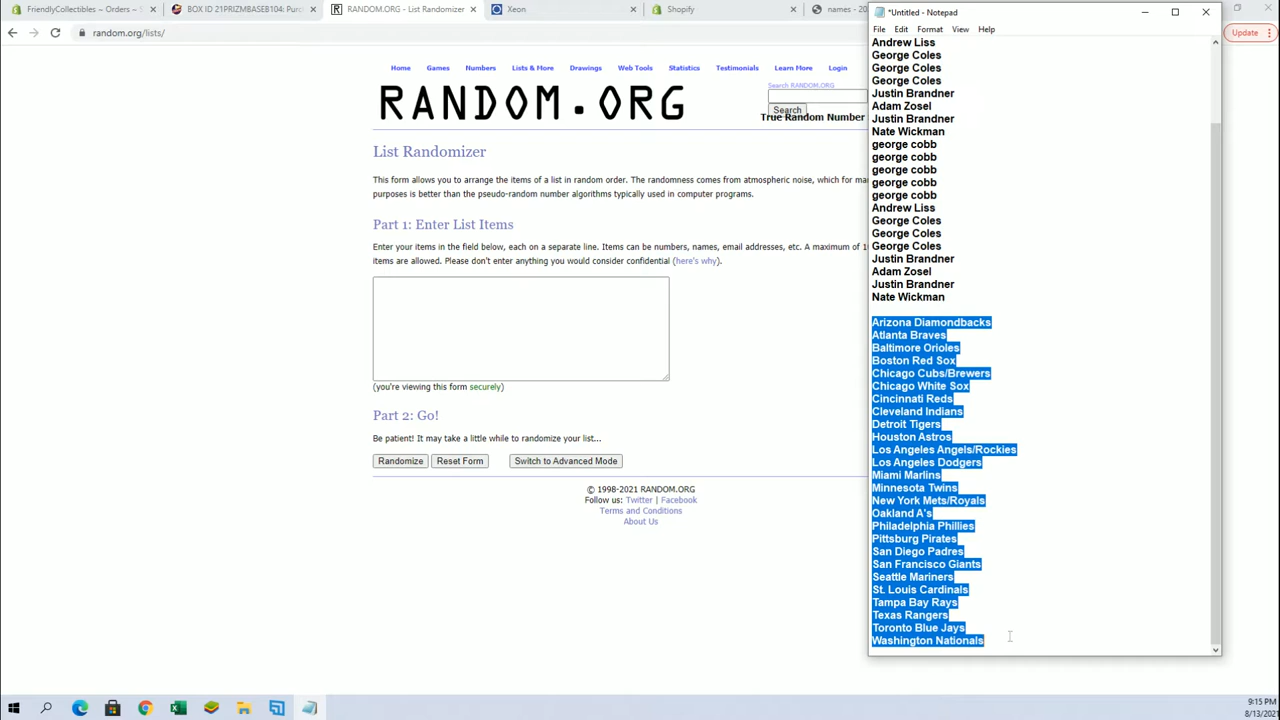 FriendlyCollectibles – Orders –
BOX ID 21PRIZMBASEB104: Purc
RANDOM.ORG - List Randomizer
Xeon
Shopify
names - 20
random.org/lists/
Update
*Untitled - Notepad
File Edit Format View Help
Home Games Numbers Lists & More Drawings Web Tools Statistics Testimonials Learn More Login
RANDOM.ORG
Search RANDOM.ORG
Search
True Random Number
List Randomizer
This form allows you to arrange the items of a list in random order. The randomness comes from atmospheric noise, which for ma
purposes is better than the pseudo-random number algorithms typically used in computer programs.
Part 1: Enter List Items
Enter your items in the field below, each on a separate line. Items can be numbers, names, email addresses, etc. A maximum of 1
items are allowed. Please don't enter anything you would consider confidential (here's why).
(you're viewing this form securely)
Part 2: Go!
Be patient! It may take a little while to randomize your list...
Randomize Reset Form Switch to Advanced Mode
© 1998-2021 RANDOM.ORG
Follow us: Twitter | Facebook
Terms and Conditions
About Us
Andrew Liss
George Coles
George Coles
George Coles
Justin Brandner
Adam Zosel
Justin Brandner
Nate Wickman
george cobb
george cobb
george cobb
george cobb
george cobb
Andrew Liss
George Coles
George Coles
George Coles
Justin Brandner
Adam Zosel
Justin Brandner
Nate Wickman
Arizona Diamondbacks
Atlanta Braves
Baltimore Orioles
Boston Red Sox
Chicago Cubs/Brewers
Chicago White Sox
Cincinnati Reds
Cleveland Indians
Detroit Tigers
Houston Astros
Los Angeles Angels/Rockies
Los Angeles Dodgers
Miami Marlins
Minnesota Twins
New York Mets/Royals
Oakland A's
Philadelphia Phillies
Pittsburg Pirates
San Diego Padres
San Francisco Giants
Seattle Mariners
St. Louis Cardinals
Tampa Bay Rays
Texas Rangers
Toronto Blue Jays
Washington Nationals
9:15 PM
8/13/2021